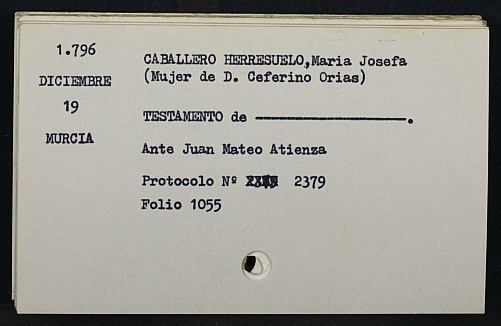 1.796
DICIEMBRE
19
MURCIA
CABALLERO HERRESUELO, Maria Josefa
(Mujer de D. Ceferino Orias)
TESTAMENTO de ————————.
Ante Juan Mateo Atienza
Protocolo Nº 2379
Folio 1055